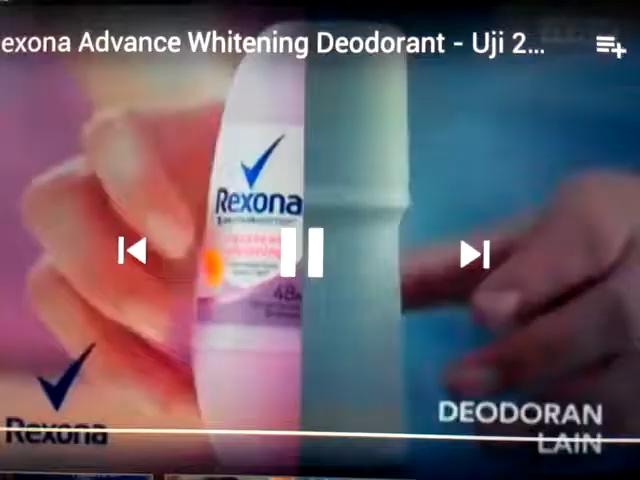 exona Advance Whitening Deodorant - Uji 2...
Rexona
48
Rexona
DEODORAN
LAIN